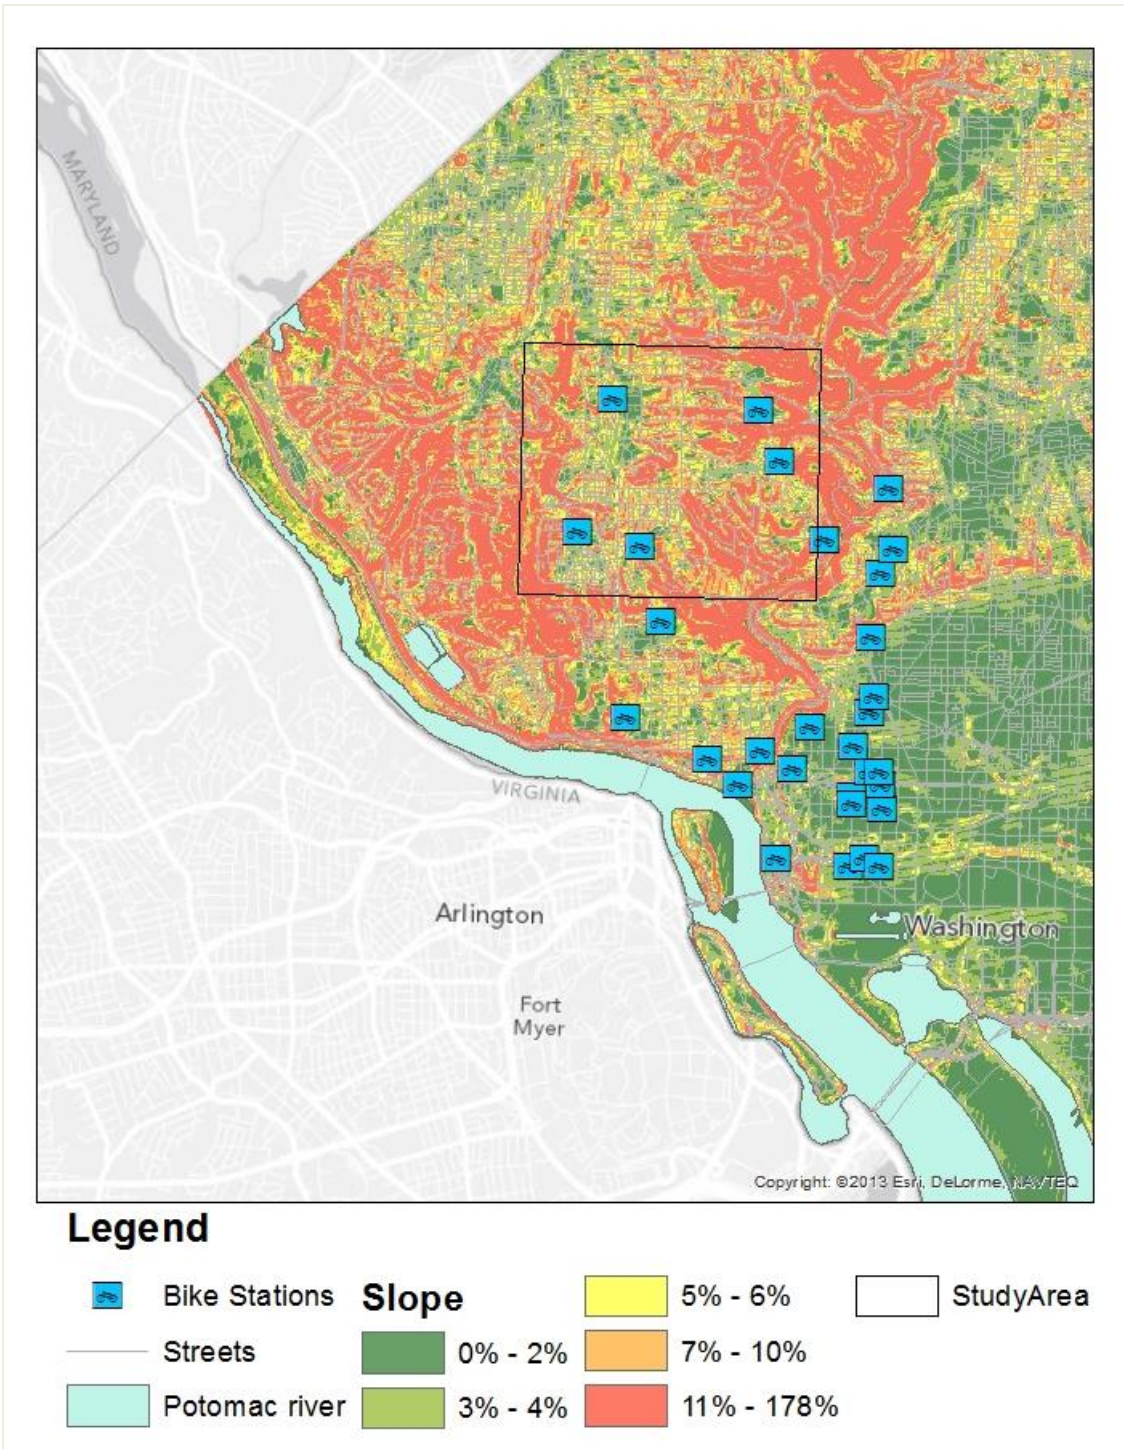 MARYLAND
VIRGINIA
Arlington
Washington
Fort
Myer
Copyright: ©2013 Esri, DeLorme, NAVTEQ
Legend
Bike Stations
Streets
Potomac river
Slope
0% - 2%
3% - 4%
5% - 6%
7% - 10%
11% - 178%
StudyArea